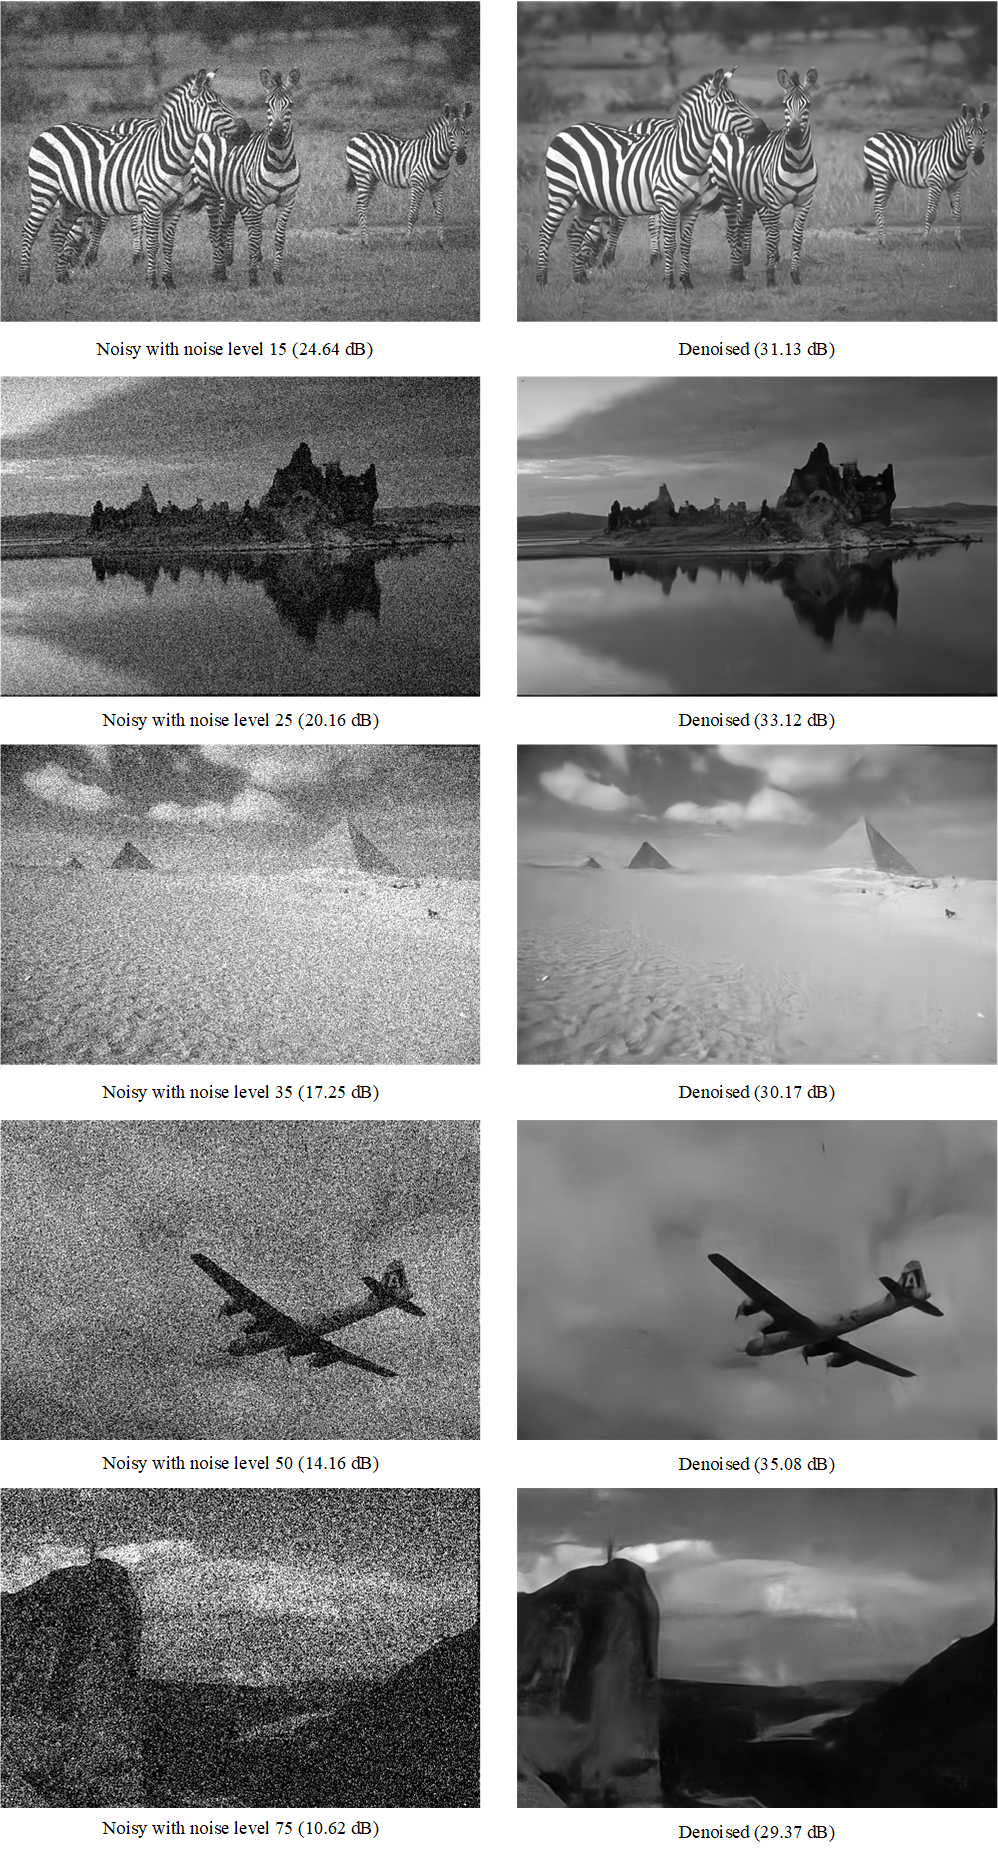 Noisy with noise level 15 (24.64 dB)
Denoised (31.13 dB)
Noisy with noise level 25 (20.16 dB)
Denoised (33.12 dB)
Noisy with noise level 35 (17.25 dB)
Denoised (30.17 dB)
Noisy with noise level 50 (14.16 dB)
Denoised (35.08 dB)
Noisy with noise level 75 (10.62 dB)
Denoised (29.37 dB)